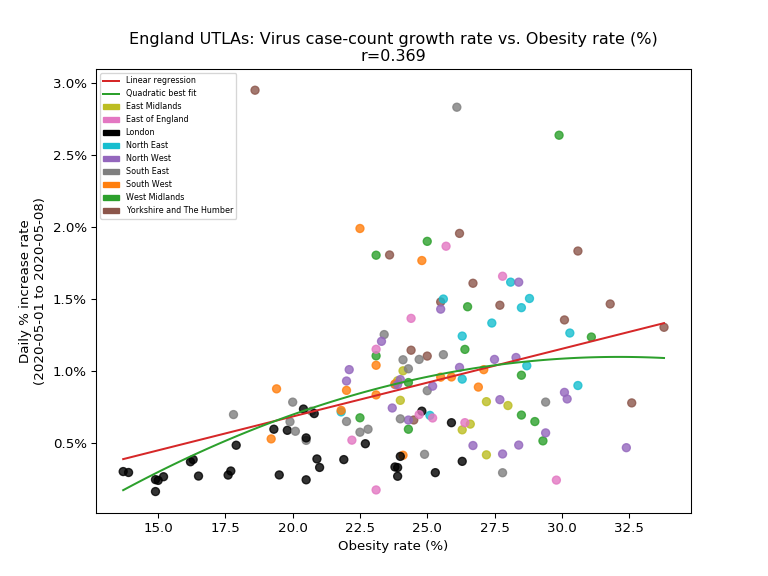 England UTLAs: Virus case-count growth rate vs. Obesity rate (%)
r=0.369
3.0%
2.5%
2.0%
1.5%
1.0%
0.5%
Daily % increase rate
(2020-05-01 to 2020-05-08)
Linear regression
Quadratic best fit
East Midlands
East of England
London
North East
North West
South East
South West
West Midlands
Yorkshire and The Humber
15.0 17.5 20.0 22.5 25.0 27.5 30.0 32.5
Obesity rate (%)